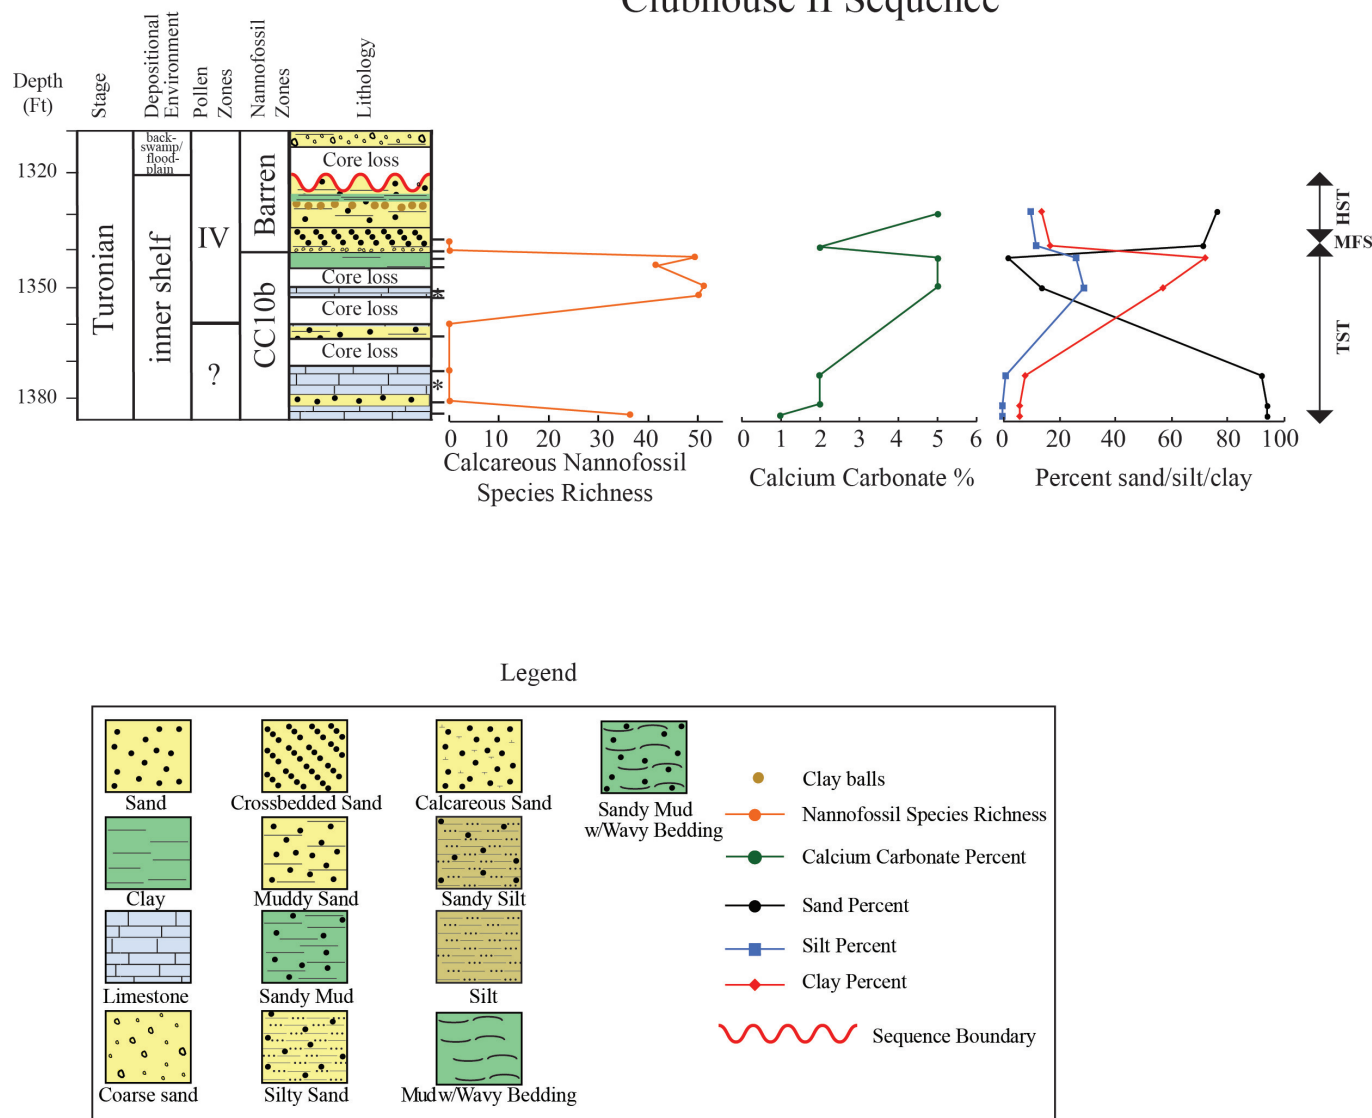 Clubhouse II Sequence
Depth
(Ft)
Stage
Depositional
Environment
Pollen
Zones
Nannofossil
Zones
Lithology
1320
1350
1380
Turonian
back-
swamp/
flood-
plain
inner shelf
IV
?
Barren
CC10b
Core loss
Core loss
Core loss
Core loss
*
*
0 10 20 30 40 50
Calcareous Nannofossil
Species Richness
0 1 2 3 4 5 6
Calcium Carbonate %
0 20 40 60 80 100
Percent sand/silt/clay
HST
MFS
TST
Legend
Sand
Crossbedded Sand
Calcareous Sand
Sandy Mud
w/Wavy Bedding
Clay
Muddy Sand
Sandy Silt
Limestone
Sandy Mud
Silt
Coarse sand
Silty Sand
Mud w/Wavy Bedding
Clay balls
Nannofossil Species Richness
Calcium Carbonate Percent
Sand Percent
Silt Percent
Clay Percent
Sequence Boundary